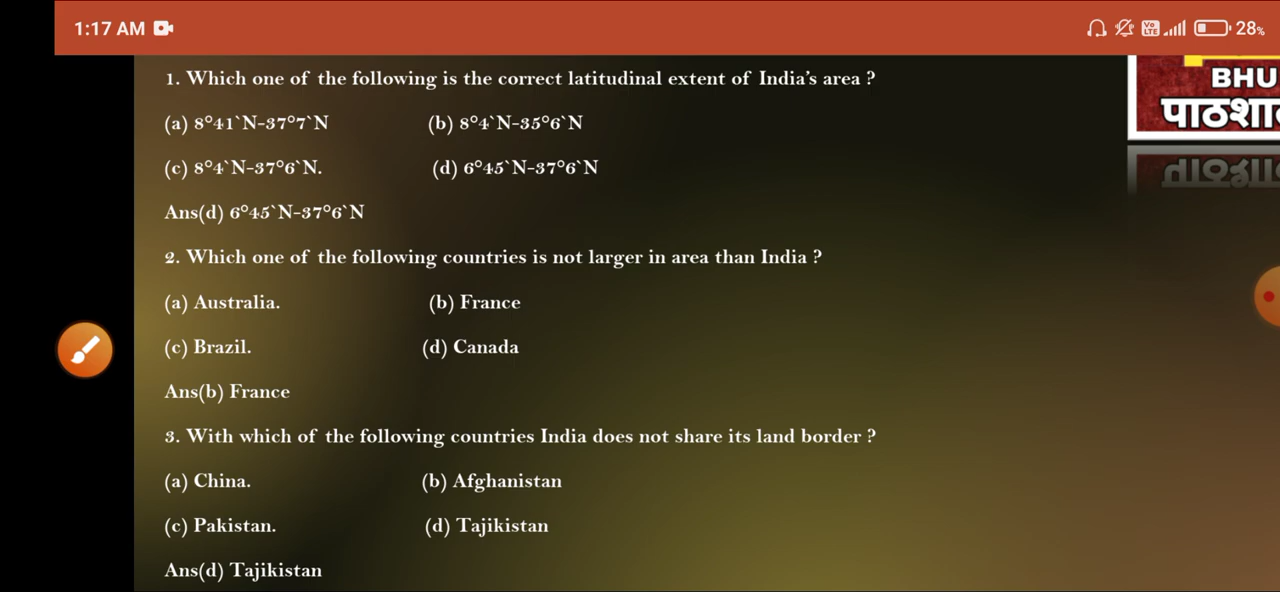 1:17 AM
Vo LTE 28%
1. Which one of the following is the correct latitudinal extent of India's area ?
(a) 8°41`N-37°7`N (b) 8°4`N-35°6`N
(c) 8°4`N-37°6`N. (d) 6°45`N-37°6`N
Ans(d) 6°45`N-37°6`N
2. Which one of the following countries is not larger in area than India ?
(a) Australia. (b) France
(c) Brazil. (d) Canada
Ans(b) France
3. With which of the following countries India does not share its land border ?
(a) China. (b) Afghanistan
(c) Pakistan. (d) Tajikistan
Ans(d) Tajikistan
BHU